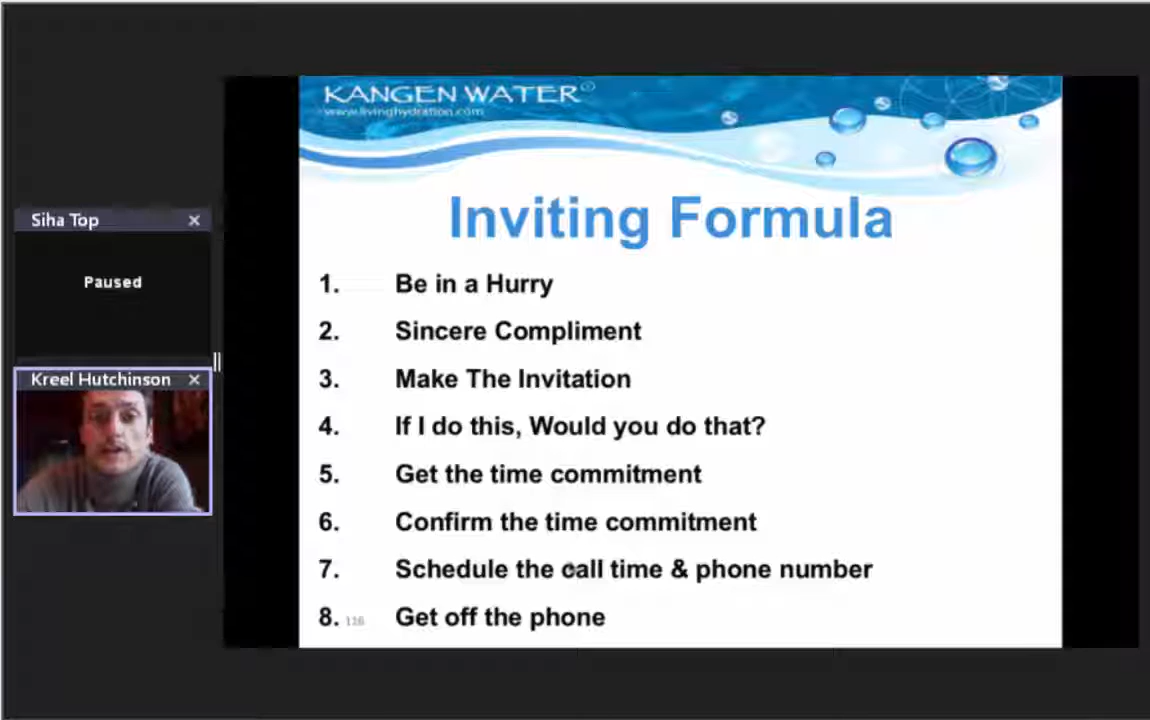 KANGEN WATER®
www.livinghydration.com
Siha Top
Paused
Kreel Hutchinson
Inviting Formula
1. Be in a Hurry
2. Sincere Compliment
3. Make The Invitation
4. If I do this, Would you do that?
5. Get the time commitment
6. Confirm the time commitment
7. Schedule the call time & phone number
8. 116 Get off the phone